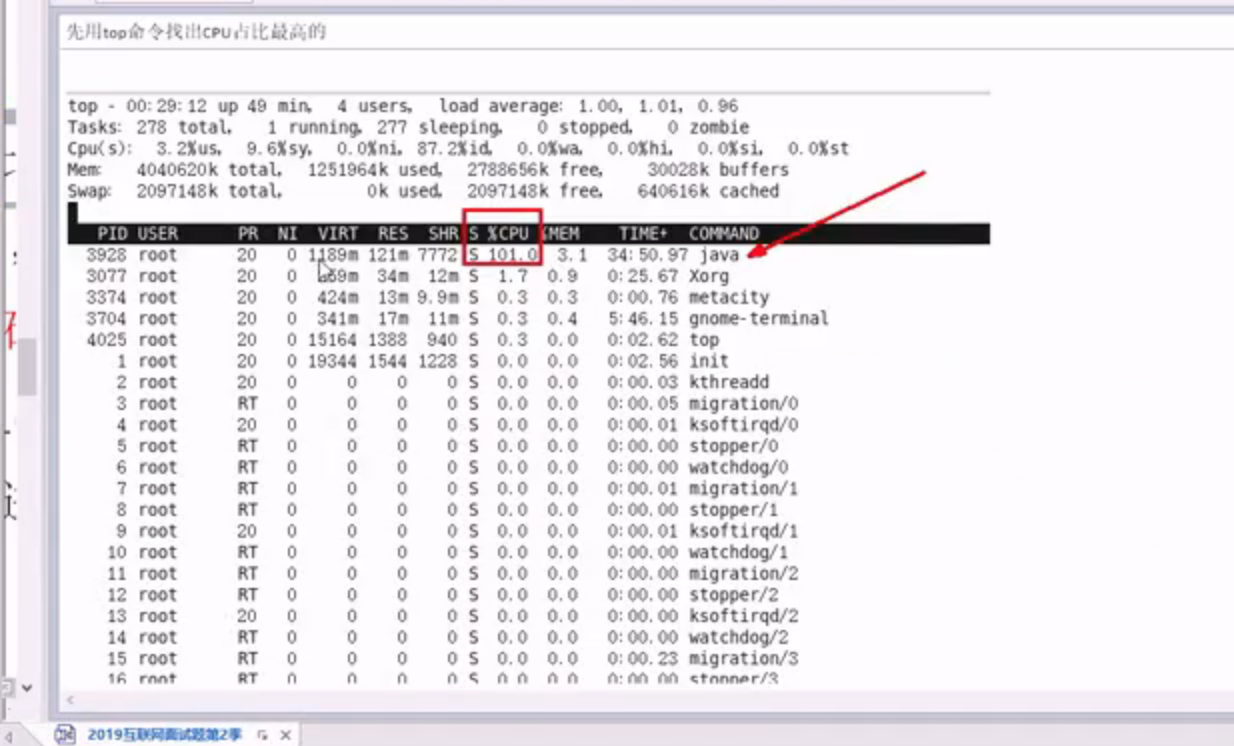 先用top命令找出CPU占比最高的
top - 00:29:12 up 49 min, 4 users, load average: 1.00, 1.01, 0.96
Tasks: 278 total, 1 running, 277 sleeping, 0 stopped, 0 zombie
Cpu(s): 3.2%us, 9.6%sy, 0.0%ni, 87.2%id, 0.0%wa, 0.0%hi, 0.0%si, 0.0%st
Mem: 4040620k total, 1251964k used, 2788656k free, 30028k buffers
Swap: 2097148k total, 0k used, 2097148k free, 640616k cached
PID USER PR NI VIRT RES SHR S %CPU %MEM TIME+ COMMAND
3928 root 20 0 1189m 121m 7772 S 101.0 3.1 34:50.97 java
3077 root 20 0 34m 12m S 1.7 0.9 0:25.67 Xorg
3374 root 20 0 424m 13m 9.9m S 0.3 0.3 0:00.76 metacity
3704 root 20 0 341m 17m 11m S 0.3 0.4 5:46.15 gnome-terminal
4025 root 20 0 15164 1388 940 S 0.3 0.0 0:02.62 top
1 root 20 0 19344 1544 1228 S 0.0 0.0 0:02.56 init
2 root 20 0 0 0 0 S 0.0 0.0 0:00.03 kthreadd
3 root RT 0 0 0 0 S 0.0 0.0 0:00.05 migration/0
4 root 20 0 0 0 0 S 0.0 0.0 0:00.01 ksoftirqd/0
5 root RT 0 0 0 0 S 0.0 0.0 0:00.00 stopper/0
6 root RT 0 0 0 0 S 0.0 0.0 0:00.00 watchdog/0
7 root RT 0 0 0 0 S 0.0 0.0 0:00.01 migration/1
8 root RT 0 0 0 0 S 0.0 0.0 0:00.00 stopper/1
9 root 20 0 0 0 0 S 0.0 0.0 0:00.01 ksoftirqd/1
10 root RT 0 0 0 0 S 0.0 0.0 0:00.00 watchdog/1
11 root RT 0 0 0 0 S 0.0 0.0 0:00.00 migration/2
12 root RT 0 0 0 0 S 0.0 0.0 0:00.00 stopper/2
13 root 20 0 0 0 0 S 0.0 0.0 0:00.00 ksoftirqd/2
14 root RT 0 0 0 0 S 0.0 0.0 0:00.00 watchdog/2
15 root RT 0 0 0 0 S 0.0 0.0 0:00.23 migration/3
16 root RT 0 0 0 0 S 0.0 0.0 0:00.00 stopper/3
2019互联网面试题第2季